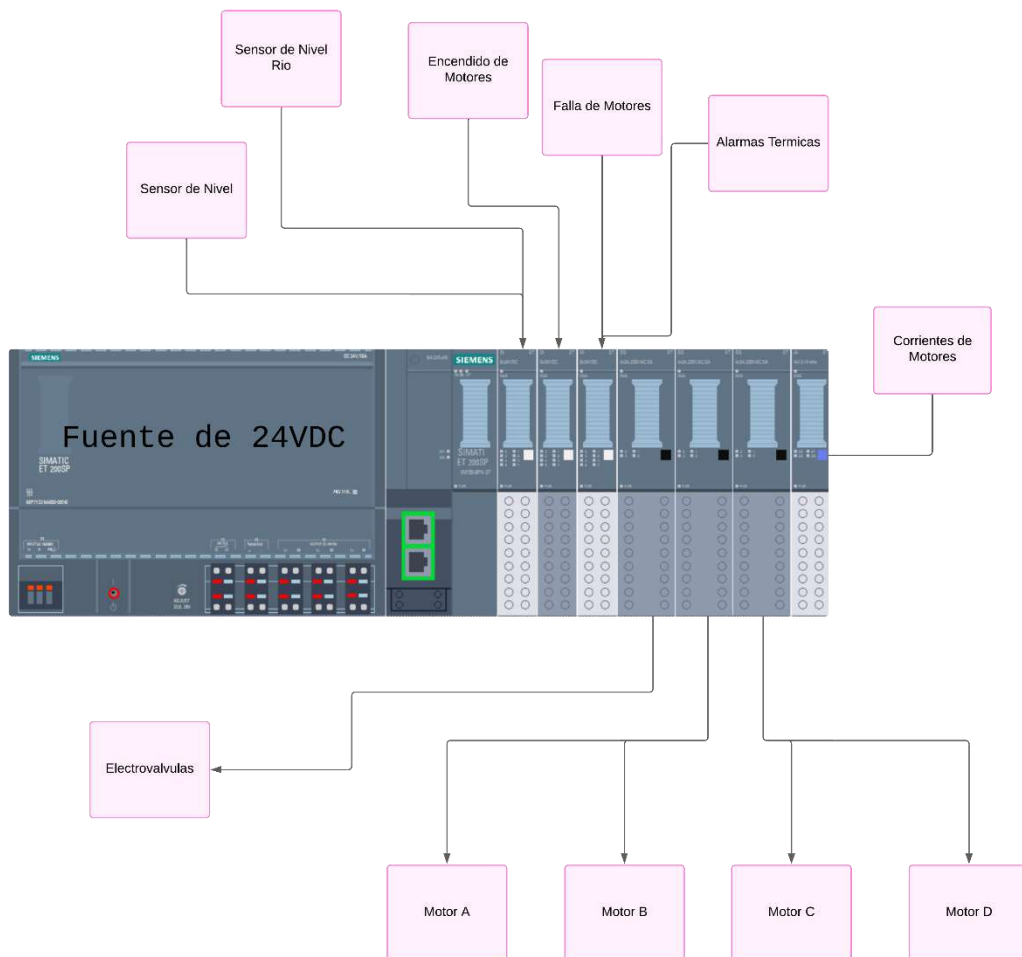 Sensor de Nivel
Rio
Encendido de
Motores
Falla de Motores
Alarmas Termicas
Sensor de Nivel
Corrientes de
Motores
SIEMENS
SIEMENS
Fuente de 24VDC
SIMATIC
ET 200SP
SIMATI
ET 200SP
Electrovalvulas
Motor A
Motor B
Motor C
Motor D